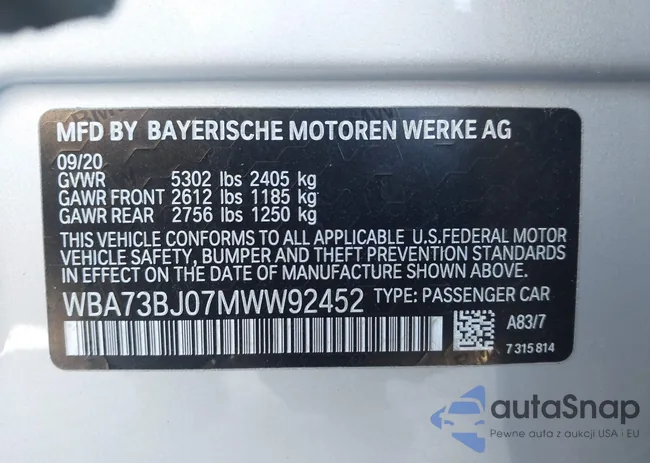 MFD BY BAYERISCHE MOTOREN WERKE AG
09/20
GVWR 5302 lbs 2405 kg
GAWR FRONT 2612 lbs 1185 kg
GAWR REAR 2756 lbs 1250 kg
THIS VEHICLE CONFORMS TO ALL APPLICABLE U.S.FEDERAL MOTOR
VEHICLE SAFETY, BUMPER AND THEFT PREVENTION STANDARDS
IN EFFECT ON THE DATE OF MANUFACTURE SHOWN ABOVE.
WBA73BJ07MWW92452 TYPE: PASSENGER CAR
A83/7
7 315 814
autoSnap
Pewne auta z aukcji USA i EU